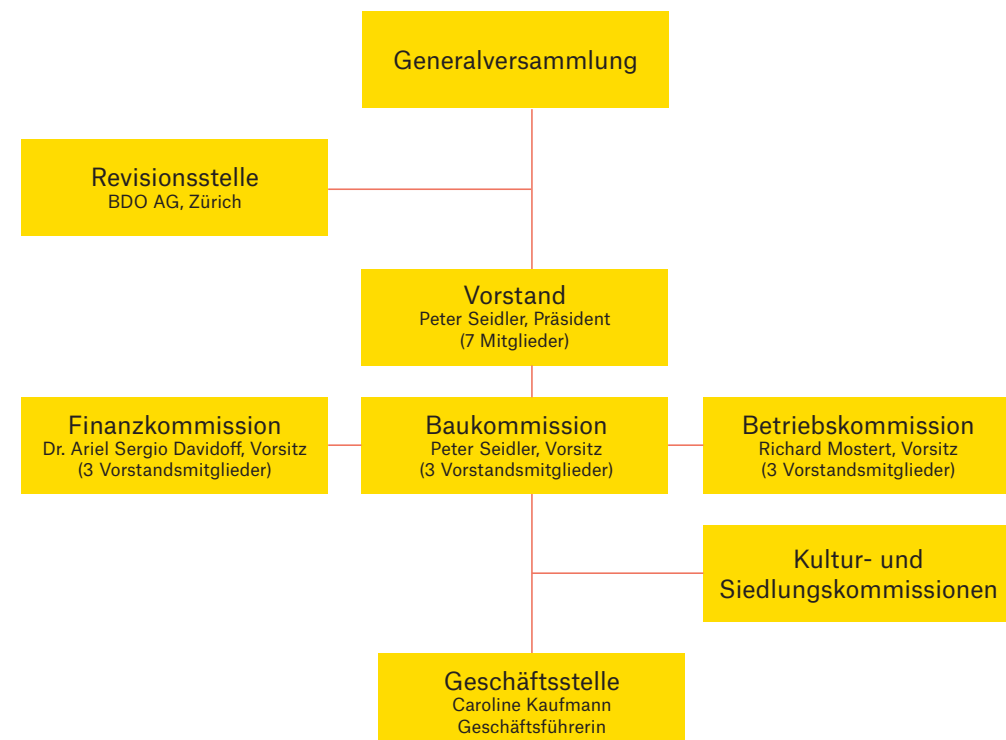 Generalversammlung
Revisionsstelle
BDO AG, Zürich
Vorstand
Peter Seidler, Präsident
(7 Mitglieder)
Finanzkommission
Dr. Ariel Sergio Davidoff, Vorsitz
(3 Vorstandsmitglieder)
Baukommission
Peter Seidler, Vorsitz
(3 Vorstandsmitglieder)
Betriebskommission
Richard Mostert, Vorsitz
(3 Vorstandsmitglieder)
Kultur- und
Siedlungskommissionen
Geschäftsstelle
Caroline Kaufmann
Geschäftsführerin